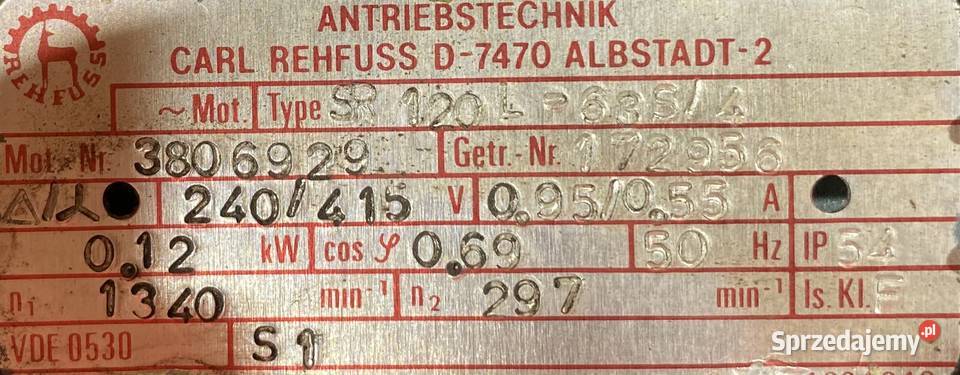 ANTRIEBSTECHNIK
CARL REHFUSS D-7470 ALBSTADT-2
REHFUSS
~Mot. Type SR 120 L-63S/4
Mot.-Nr. 3806929 Getr.-Nr. 172956
△/⅄ 240/415 V 0.95/0.55 A
0.12 kW cos φ 0.69 50 Hz IP 54
n₁ 1340 min⁻¹ n₂ 297 min⁻¹ Is. Kl. F
VDE 0530 S1
Sprzedajemy.pl